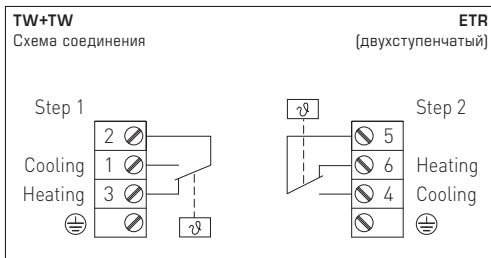 TW+TW
ETR
Схема соединения
(двухступенчатый)
Step 1
ϑ
Step 2
2
5
Cooling 1
6 Heating
Heating 3
4 Cooling
ϑ